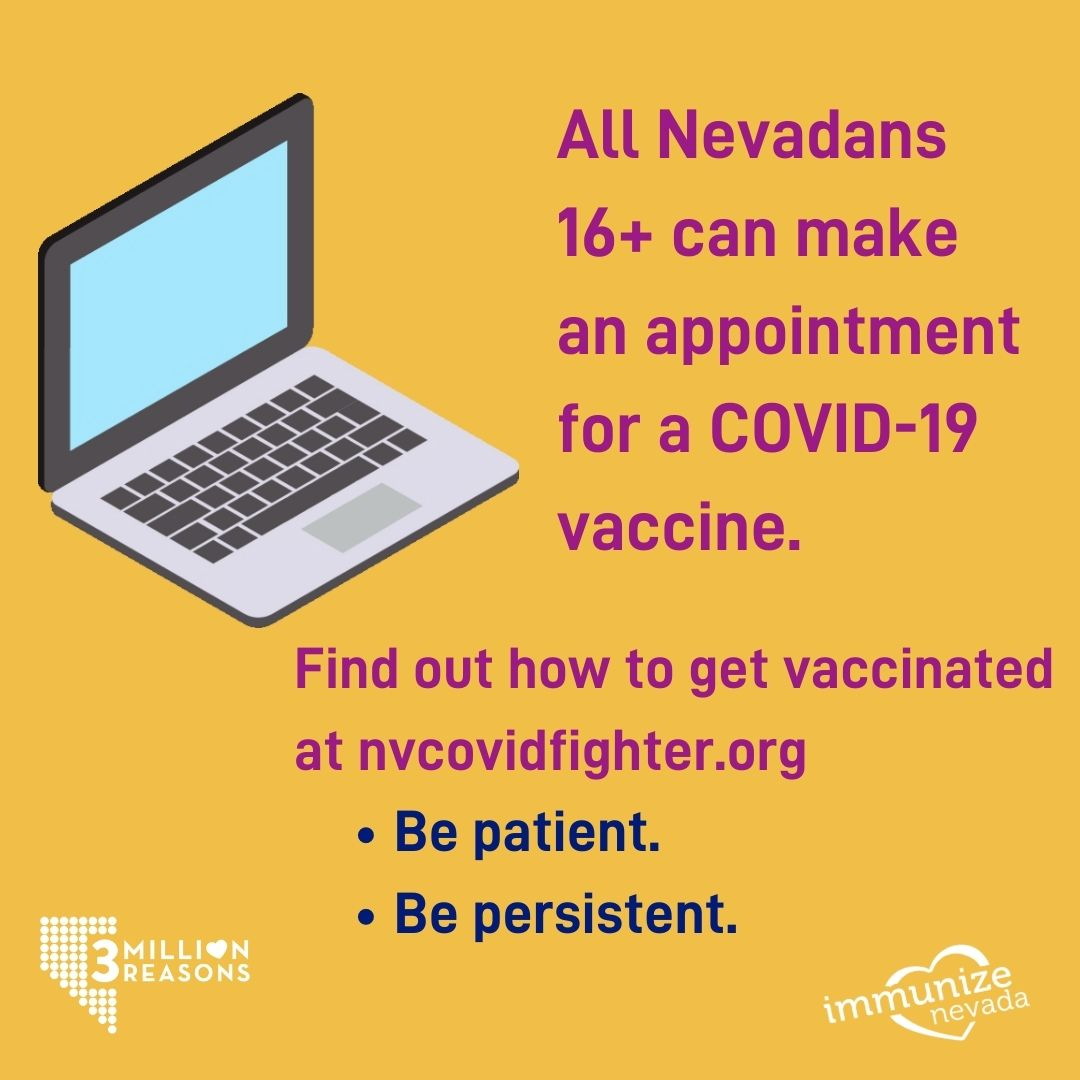 All Nevadans
16+ can make
an appointment
for a COVID-19
vaccine.
Find out how to get vaccinated
at nvcovidfighter.org
• Be patient.
• Be persistent.
3 MILLION
REASONS
immunize
nevada